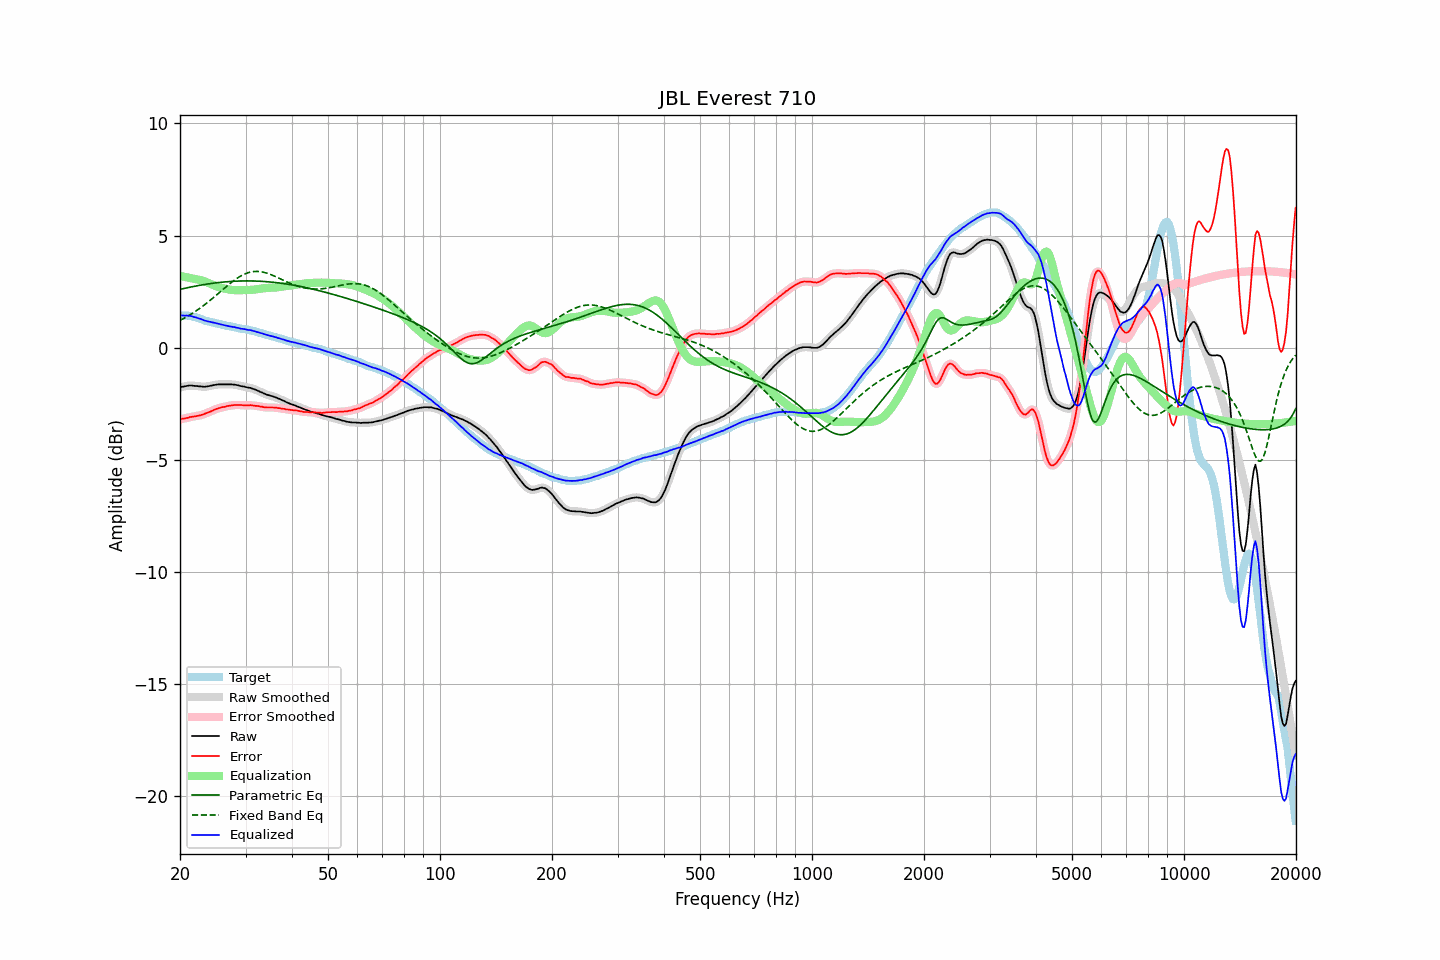 JBL Everest 710
Amplitude (dBr)
10
5
0
−5
−10
−15
−20
Target
Raw Smoothed
Error Smoothed
Raw
Error
Equalization
Parametric Eq
Fixed Band Eq
Equalized
20 50 100 200 500 1000 2000 5000 10000 20000
Frequency (Hz)